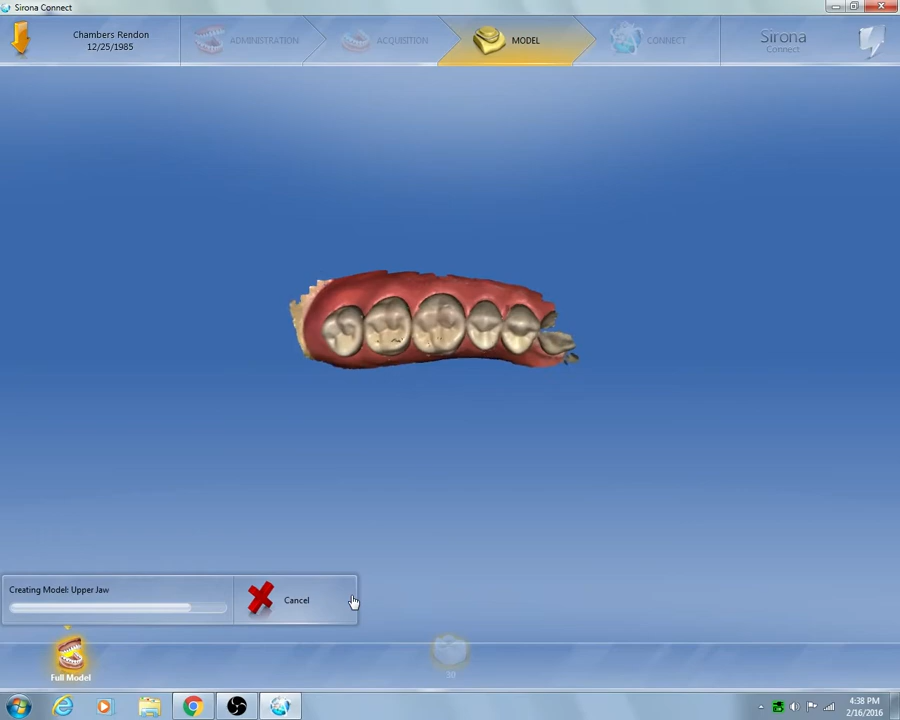 Sirona Connect
Chambers Rendon
12/25/1985
ADMINISTRATION
ACQUISITION
MODEL
CONNECT
Sirona
Connect
Creating Model: Upper Jaw
Cancel
Full Model
30
4:38 PM
2/16/2016